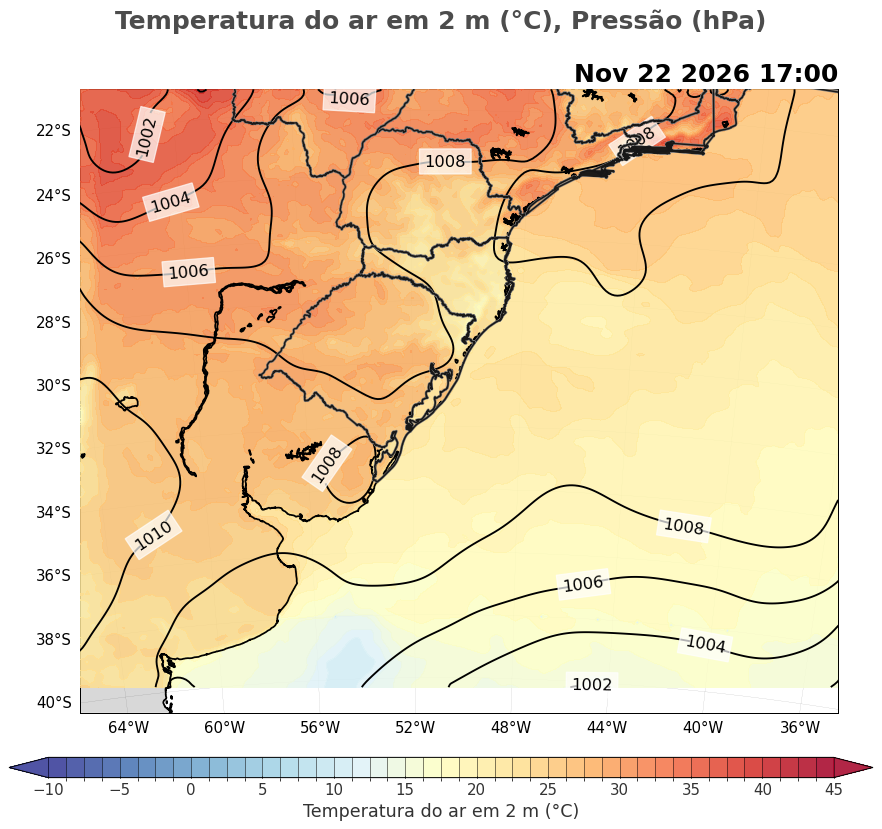 Temperatura do ar em 2 m (°C), Pressão (hPa)
Nov 22 2026 17:00
1006
1002
1008
1008
1004
1006
1008
1010
1008
1006
1004
1002
22°S
24°S
26°S
28°S
30°S
32°S
34°S
36°S
38°S
40°S
64°W 60°W 56°W 52°W 48°W 44°W 40°W 36°W
−10 −5 0 5 10 15 20 25 30 35 40 45
Temperatura do ar em 2 m (°C)